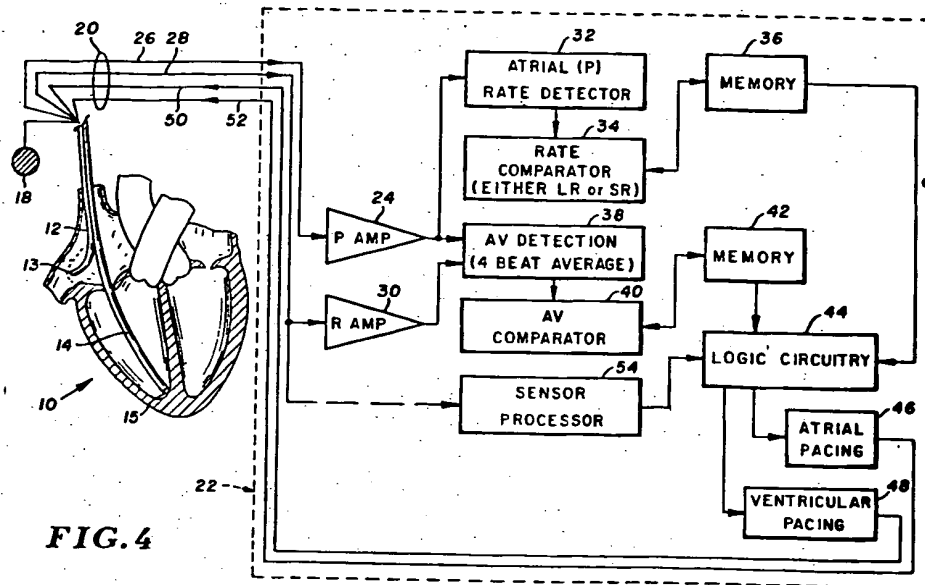 20
26
28
50
52
18
12
13
14
15
10
22
24
P AMP
30
R AMP
32
ATRIAL (P)
RATE DETECTOR
34
RATE
COMPARATOR
(EITHER LR or SR)
36
MEMORY
38
AV DETECTION
(4 BEAT AVERAGE)
40
AV
COMPARATOR
42
MEMORY
44
LOGIC CIRCUITRY
54
SENSOR
PROCESSOR
46
ATRIAL
PACING
48
VENTRICULAR
PACING
FIG. 4